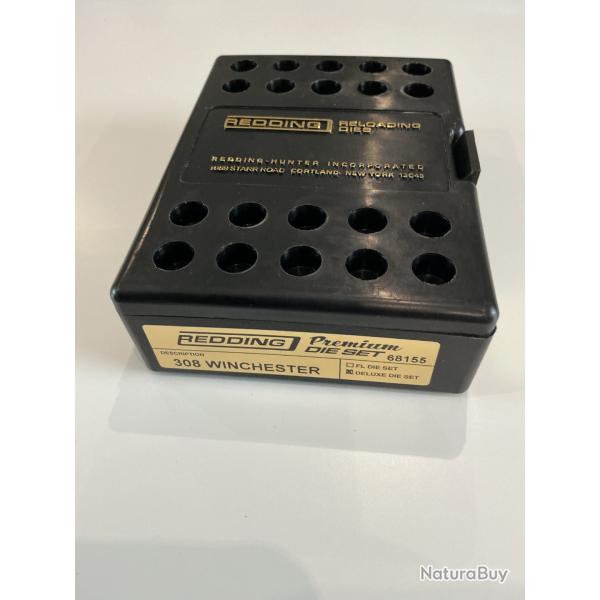 REDDING RELOADING
DIES
REDDING-HUNTER INCORPORATED
1089 STARR ROAD CORTLAND NEW YORK 13045
REDDING Premium
DIE SET 68155
DESCRIPTION
308 WINCHESTER
FL DIE SET
DELUXE DIE SET
NaturaBuy